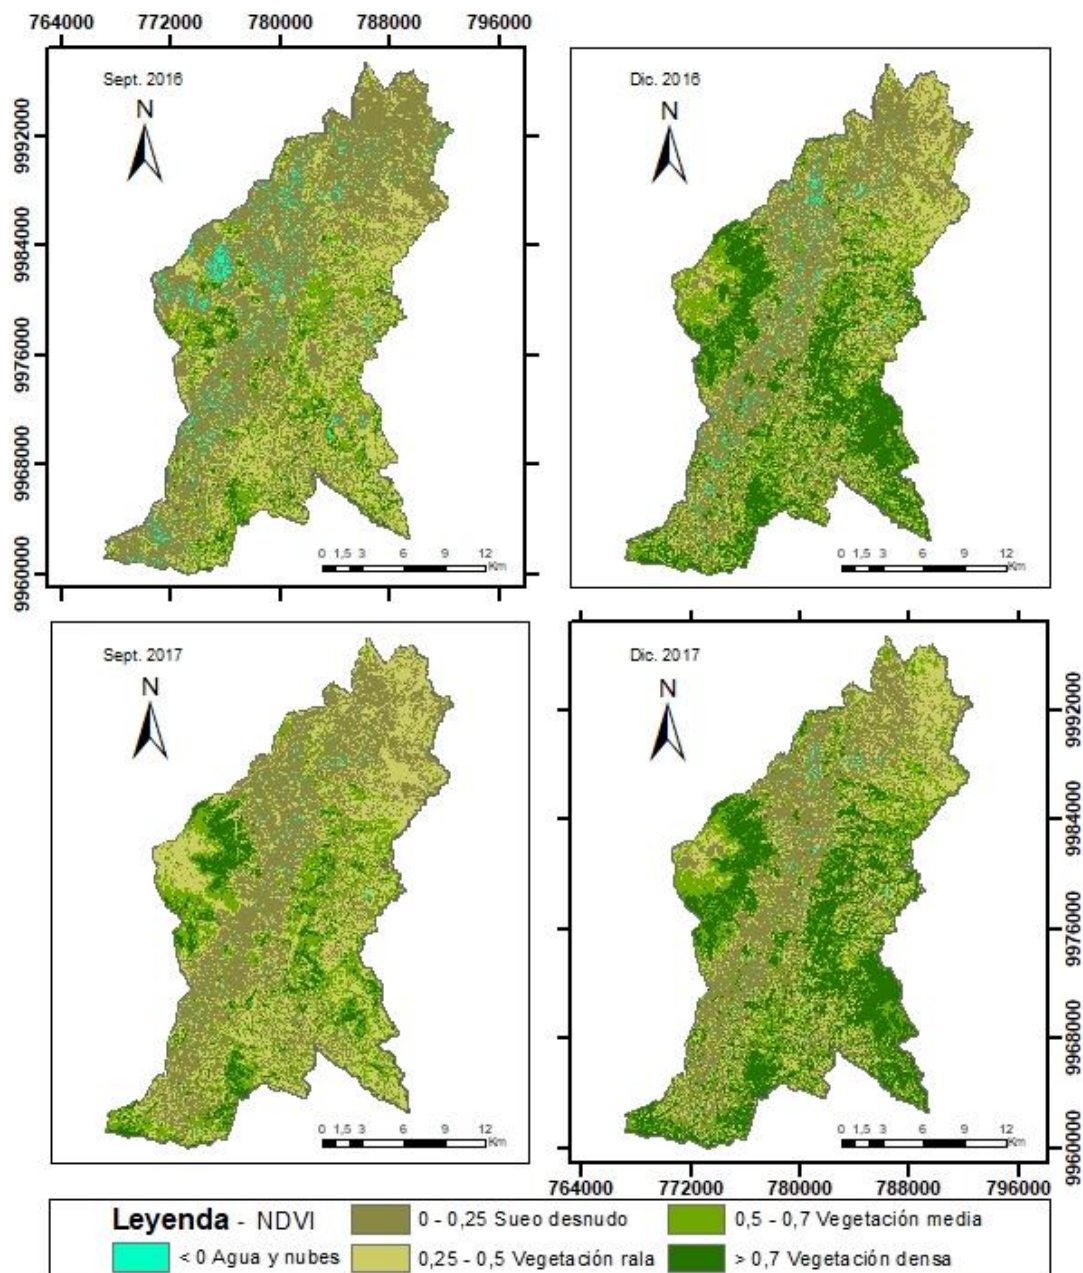 764000 772000 780000 788000 796000
Sept. 2016
N
9992000
9984000
9976000
9968000
9960000
0 1,5 3 6 9 12
Km
Dic. 2016
N
0 1,5 3 6 9 12
Km
Sept. 2017
N
0 1,5 3 6 9 12
Km
Dic. 2017
N
9992000
9984000
9976000
9968000
9960000
0 1,5 3 6 9 12
Km
764000 772000 780000 788000 796000
Leyenda - NDVI
< 0 Agua y nubes
0 - 0,25 Sueo desnudo
0,25 - 0,5 Vegetación rala
0,5 - 0,7 Vegetación media
> 0,7 Vegetación densa